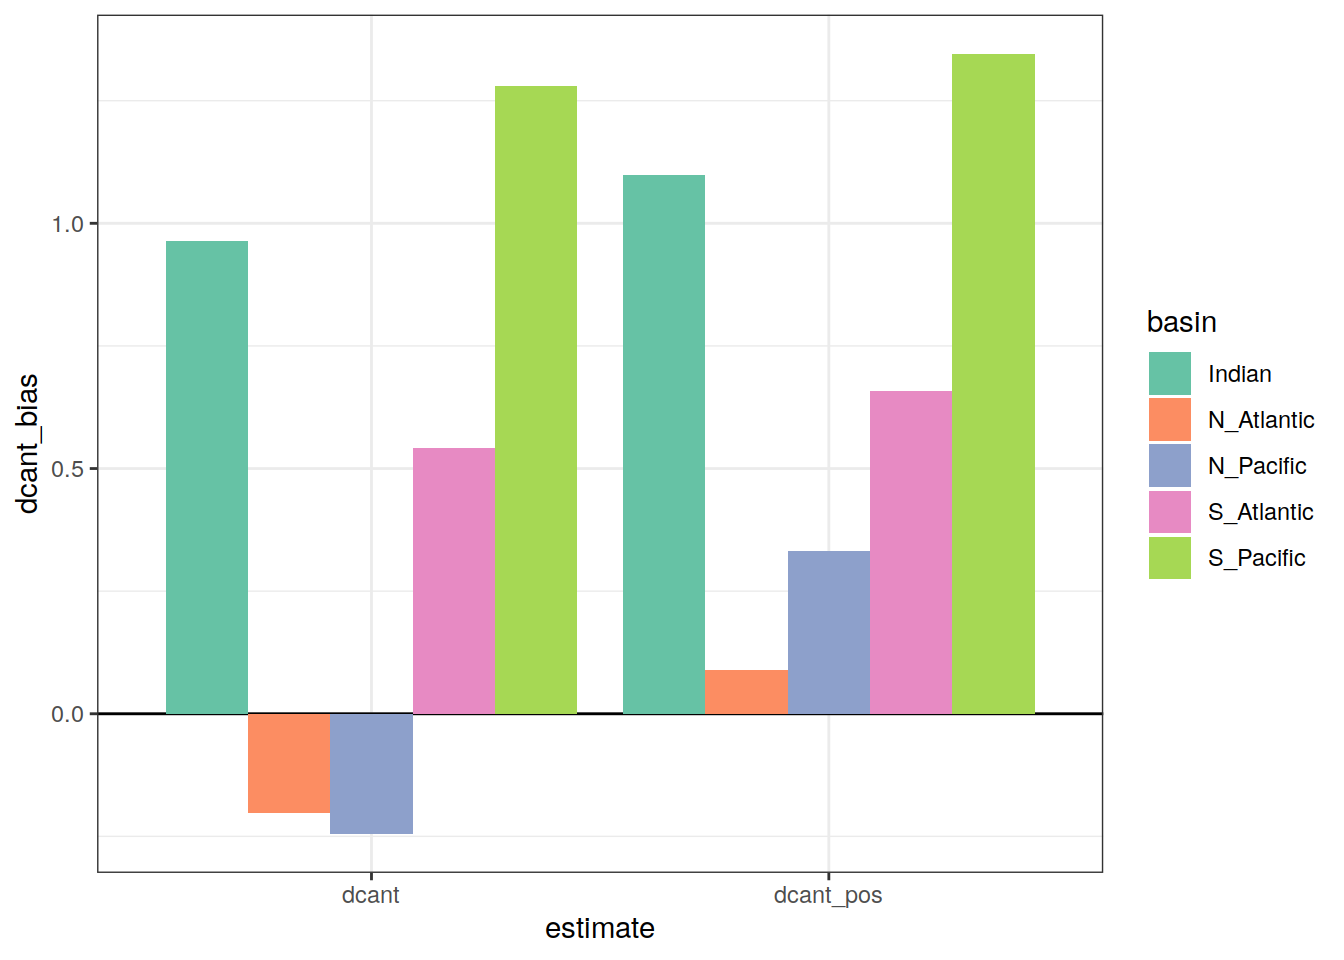 dcant_bias
1.0
0.5
0.0
dcant
dcant_pos
estimate
basin
Indian
N_Atlantic
N_Pacific
S_Atlantic
S_Pacific